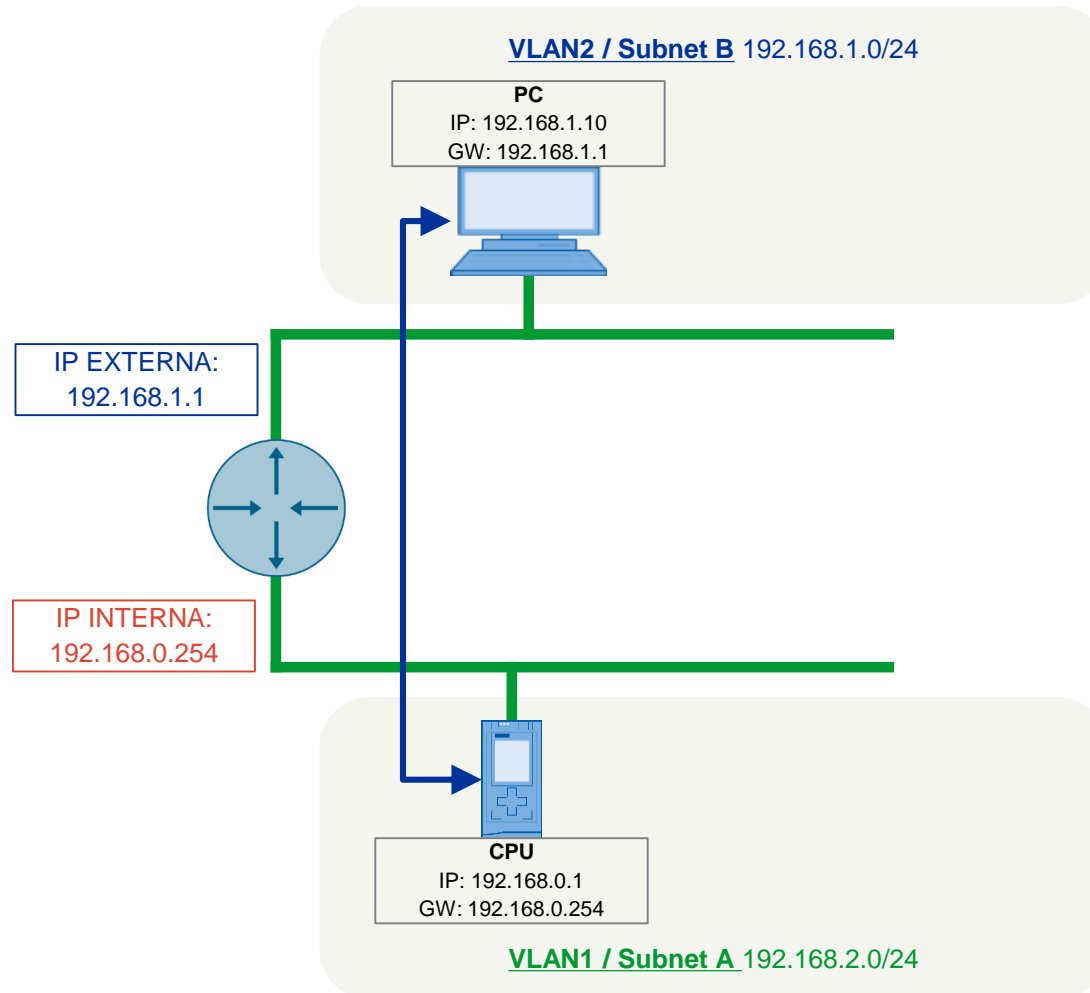 VLAN2 / Subnet B 192.168.1.0/24
PC
IP: 192.168.1.10
GW: 192.168.1.1
IP EXTERNA:
192.168.1.1
IP INTERNA:
192.168.0.254
CPU
IP: 192.168.0.1
GW: 192.168.0.254
VLAN1 / Subnet A 192.168.2.0/24